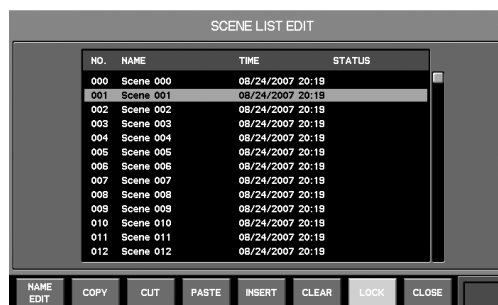 SCENE LIST EDIT
NO. NAME TIME STATUS
000 Scene 000 08/24/2007 20:19
001 Scene 001 08/24/2007 20:19
002 Scene 002 08/24/2007 20:19
003 Scene 003 08/24/2007 20:19
004 Scene 004 08/24/2007 20:19
005 Scene 005 08/24/2007 20:19
006 Scene 006 08/24/2007 20:19
007 Scene 007 08/24/2007 20:19
008 Scene 008 08/24/2007 20:19
009 Scene 009 08/24/2007 20:19
010 Scene 010 08/24/2007 20:19
011 Scene 011 08/24/2007 20:19
012 Scene 012 08/24/2007 20:19
NAME EDIT COPY CUT PASTE INSERT CLEAR LOCK CLOSE